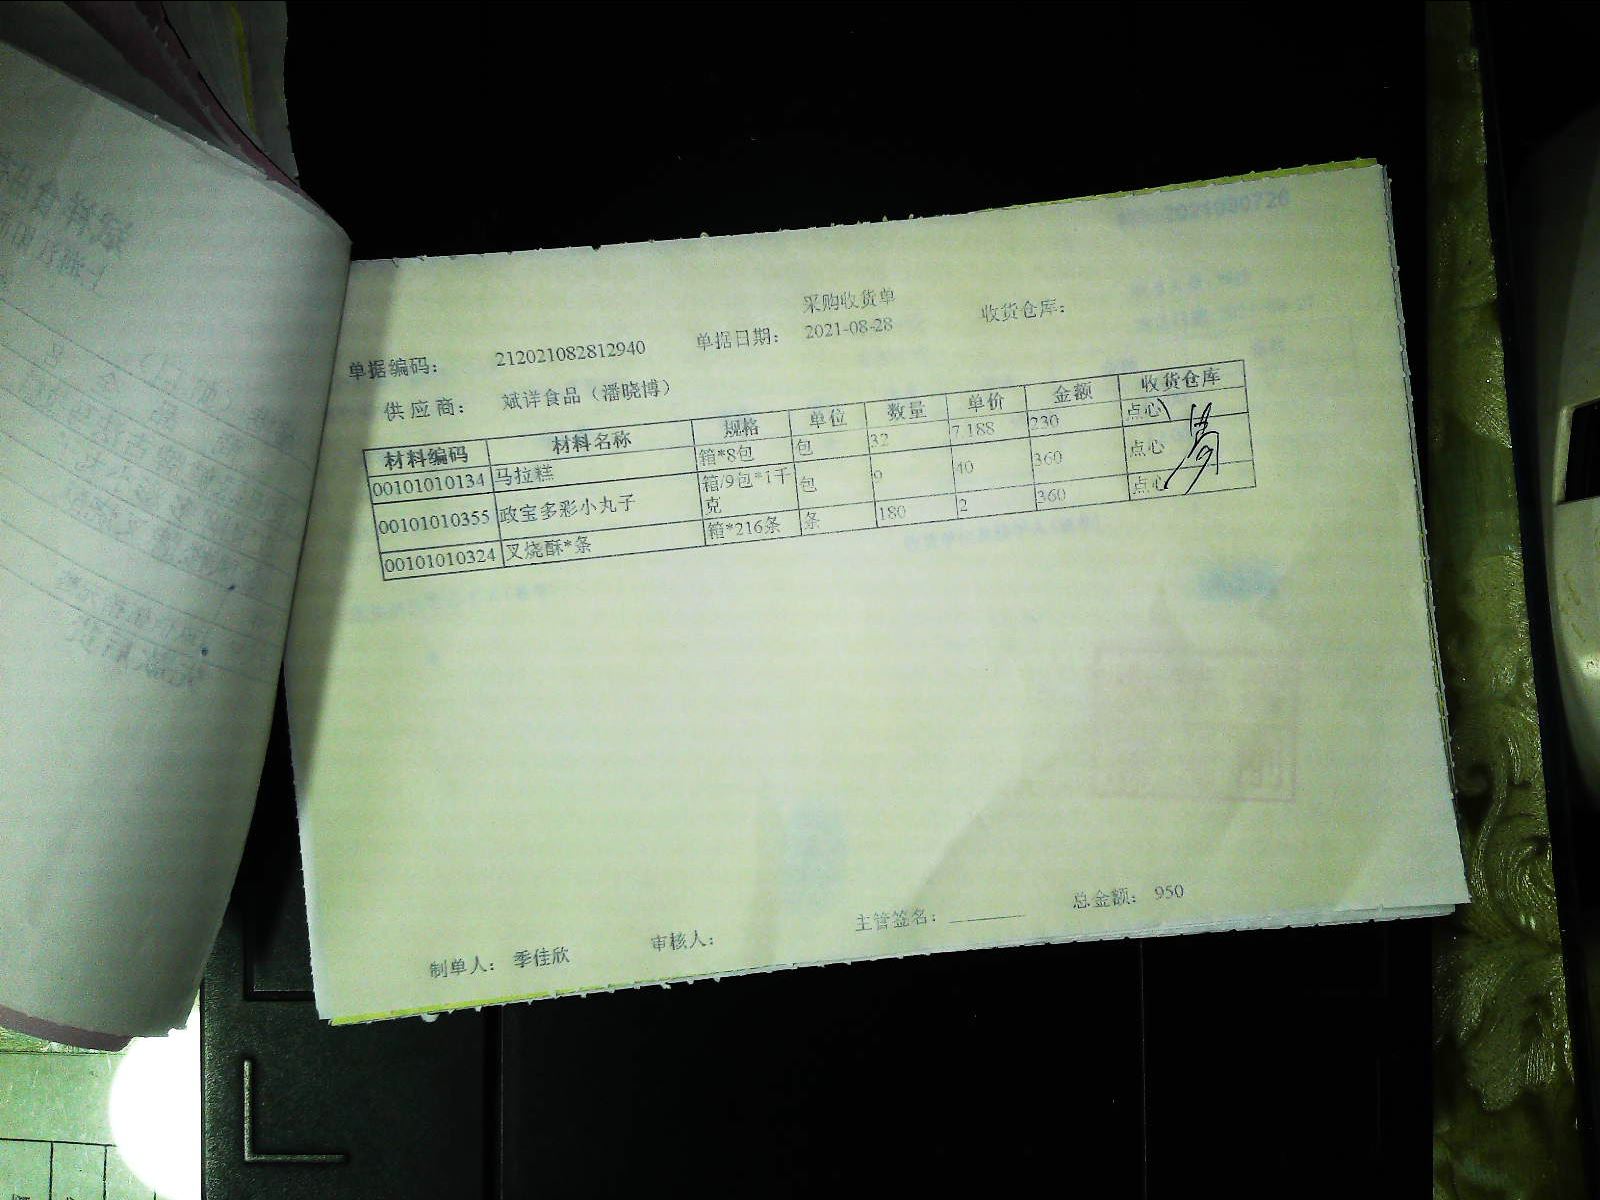 采购收货单
单据编码： 212021082812940 单据日期： 2021-08-28 收货仓库：
供应商： 斌详食品（潘晓博）
材料编码 材料名称 规格 单位 数量 单价 金额 收货仓库
00101010134 马拉糕 箱*8包 包 32 7.188 230 点心
00101010355 政宝多彩小丸子 箱/9包*1千克 包 9 40 360 点心
00101010324 叉烧酥*条 箱*216条 条 180 2 360 点心
制单人： 季佳欣 审核人： 主管签名： 总金额： 950